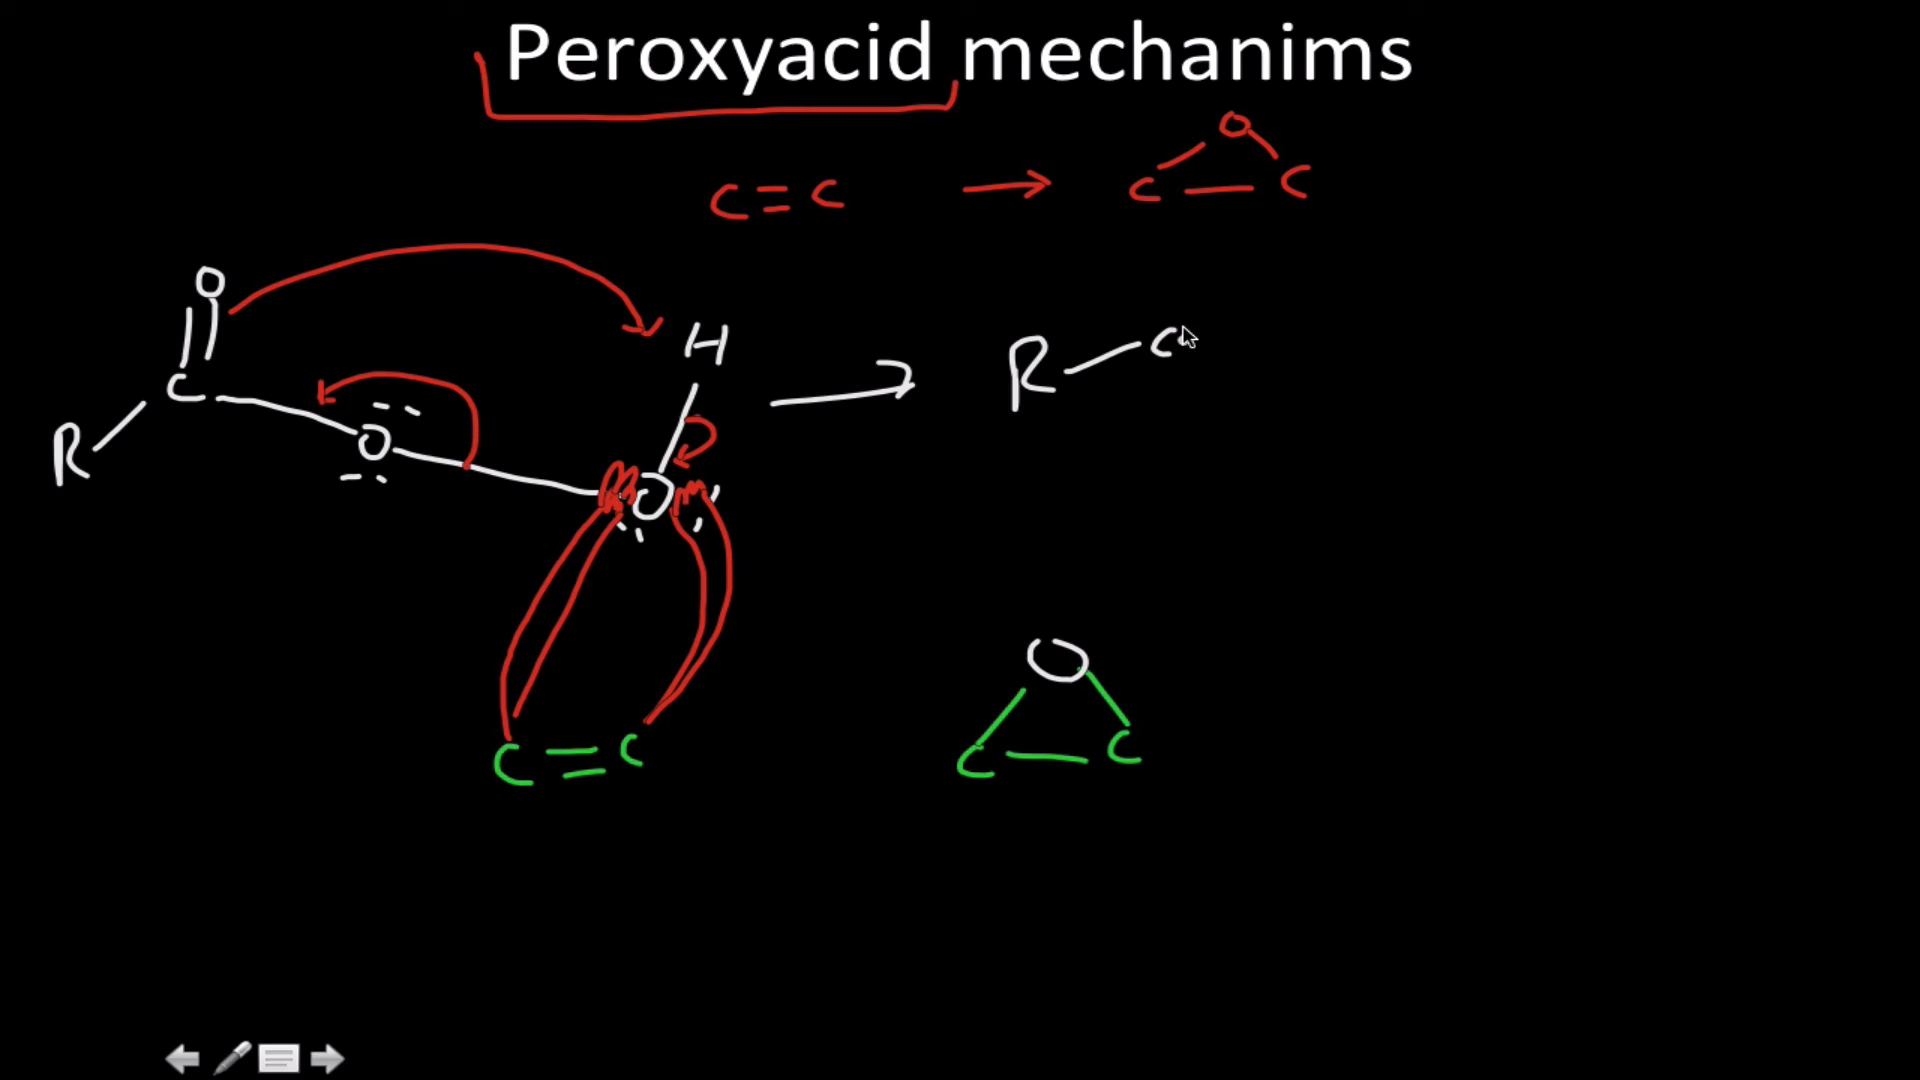 Peroxyacid mechanims
C = C → C — C
O
O
H
C
R
O
O
R — C
O
C = C
C — C